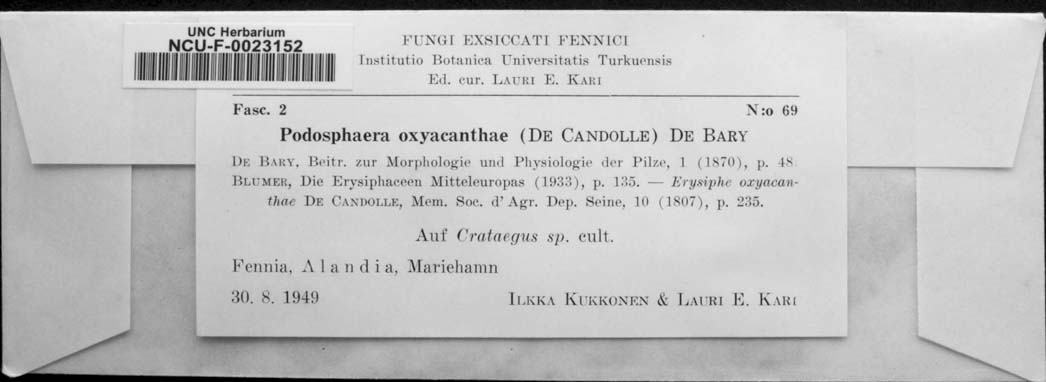 UNC Herbarium
NCU-F-0023152
FUNGI EXSICCATI FENNICI
Institutio Botanica Universitatis Turkuensis
Ed. cur. LAURI E. KARI
Fasc. 2 N:o 69
Podosphaera oxyacanthae (DE CANDOLLE) DE BARY
DE BARY, Beitr. zur Morphologie und Physiologie der Pilze, 1 (1870), p. 48.
BLUMER, Die Erysiphaceen Mitteleuropas (1933), p. 135. — Erysiphe oxyacan-
thae DE CANDOLLE, Mem. Soc. d'Agr. Dep. Seine, 10 (1807), p. 235.
Auf Crataegus sp. cult.
Fennia, Alandia, Mariehamn
30. 8. 1949 ILKKA KUKKONEN & LAURI E. KARI